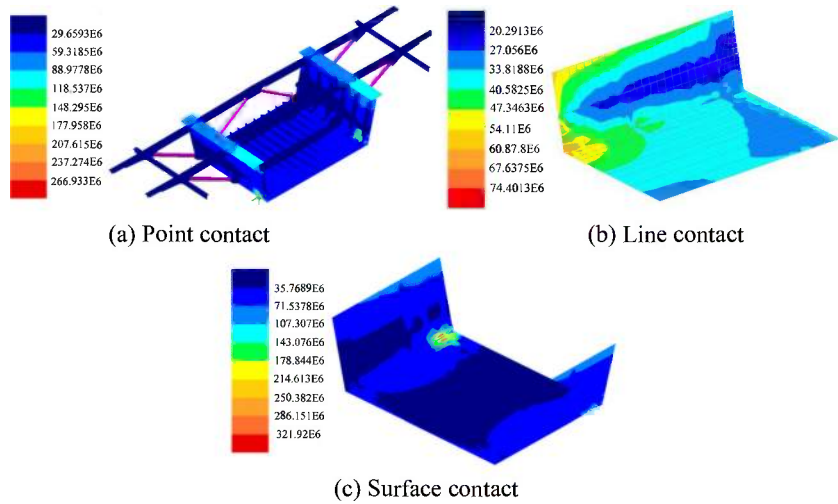 29.6593E6
59.3185E6
88.9778E6
118.537E6
148.295E6
177.958E6
207.615E6
237.274E6
266.933E6
(a) Point contact
20.2913E6
27.056E6
33.8188E6
40.5825E6
47.3463E6
54.11E6
60.87.8E6
67.6375E6
74.4013E6
(b) Line contact
35.7689E6
71.5378E6
107.307E6
143.076E6
178.844E6
214.613E6
250.382E6
286.151E6
321.92E6
(c) Surface contact